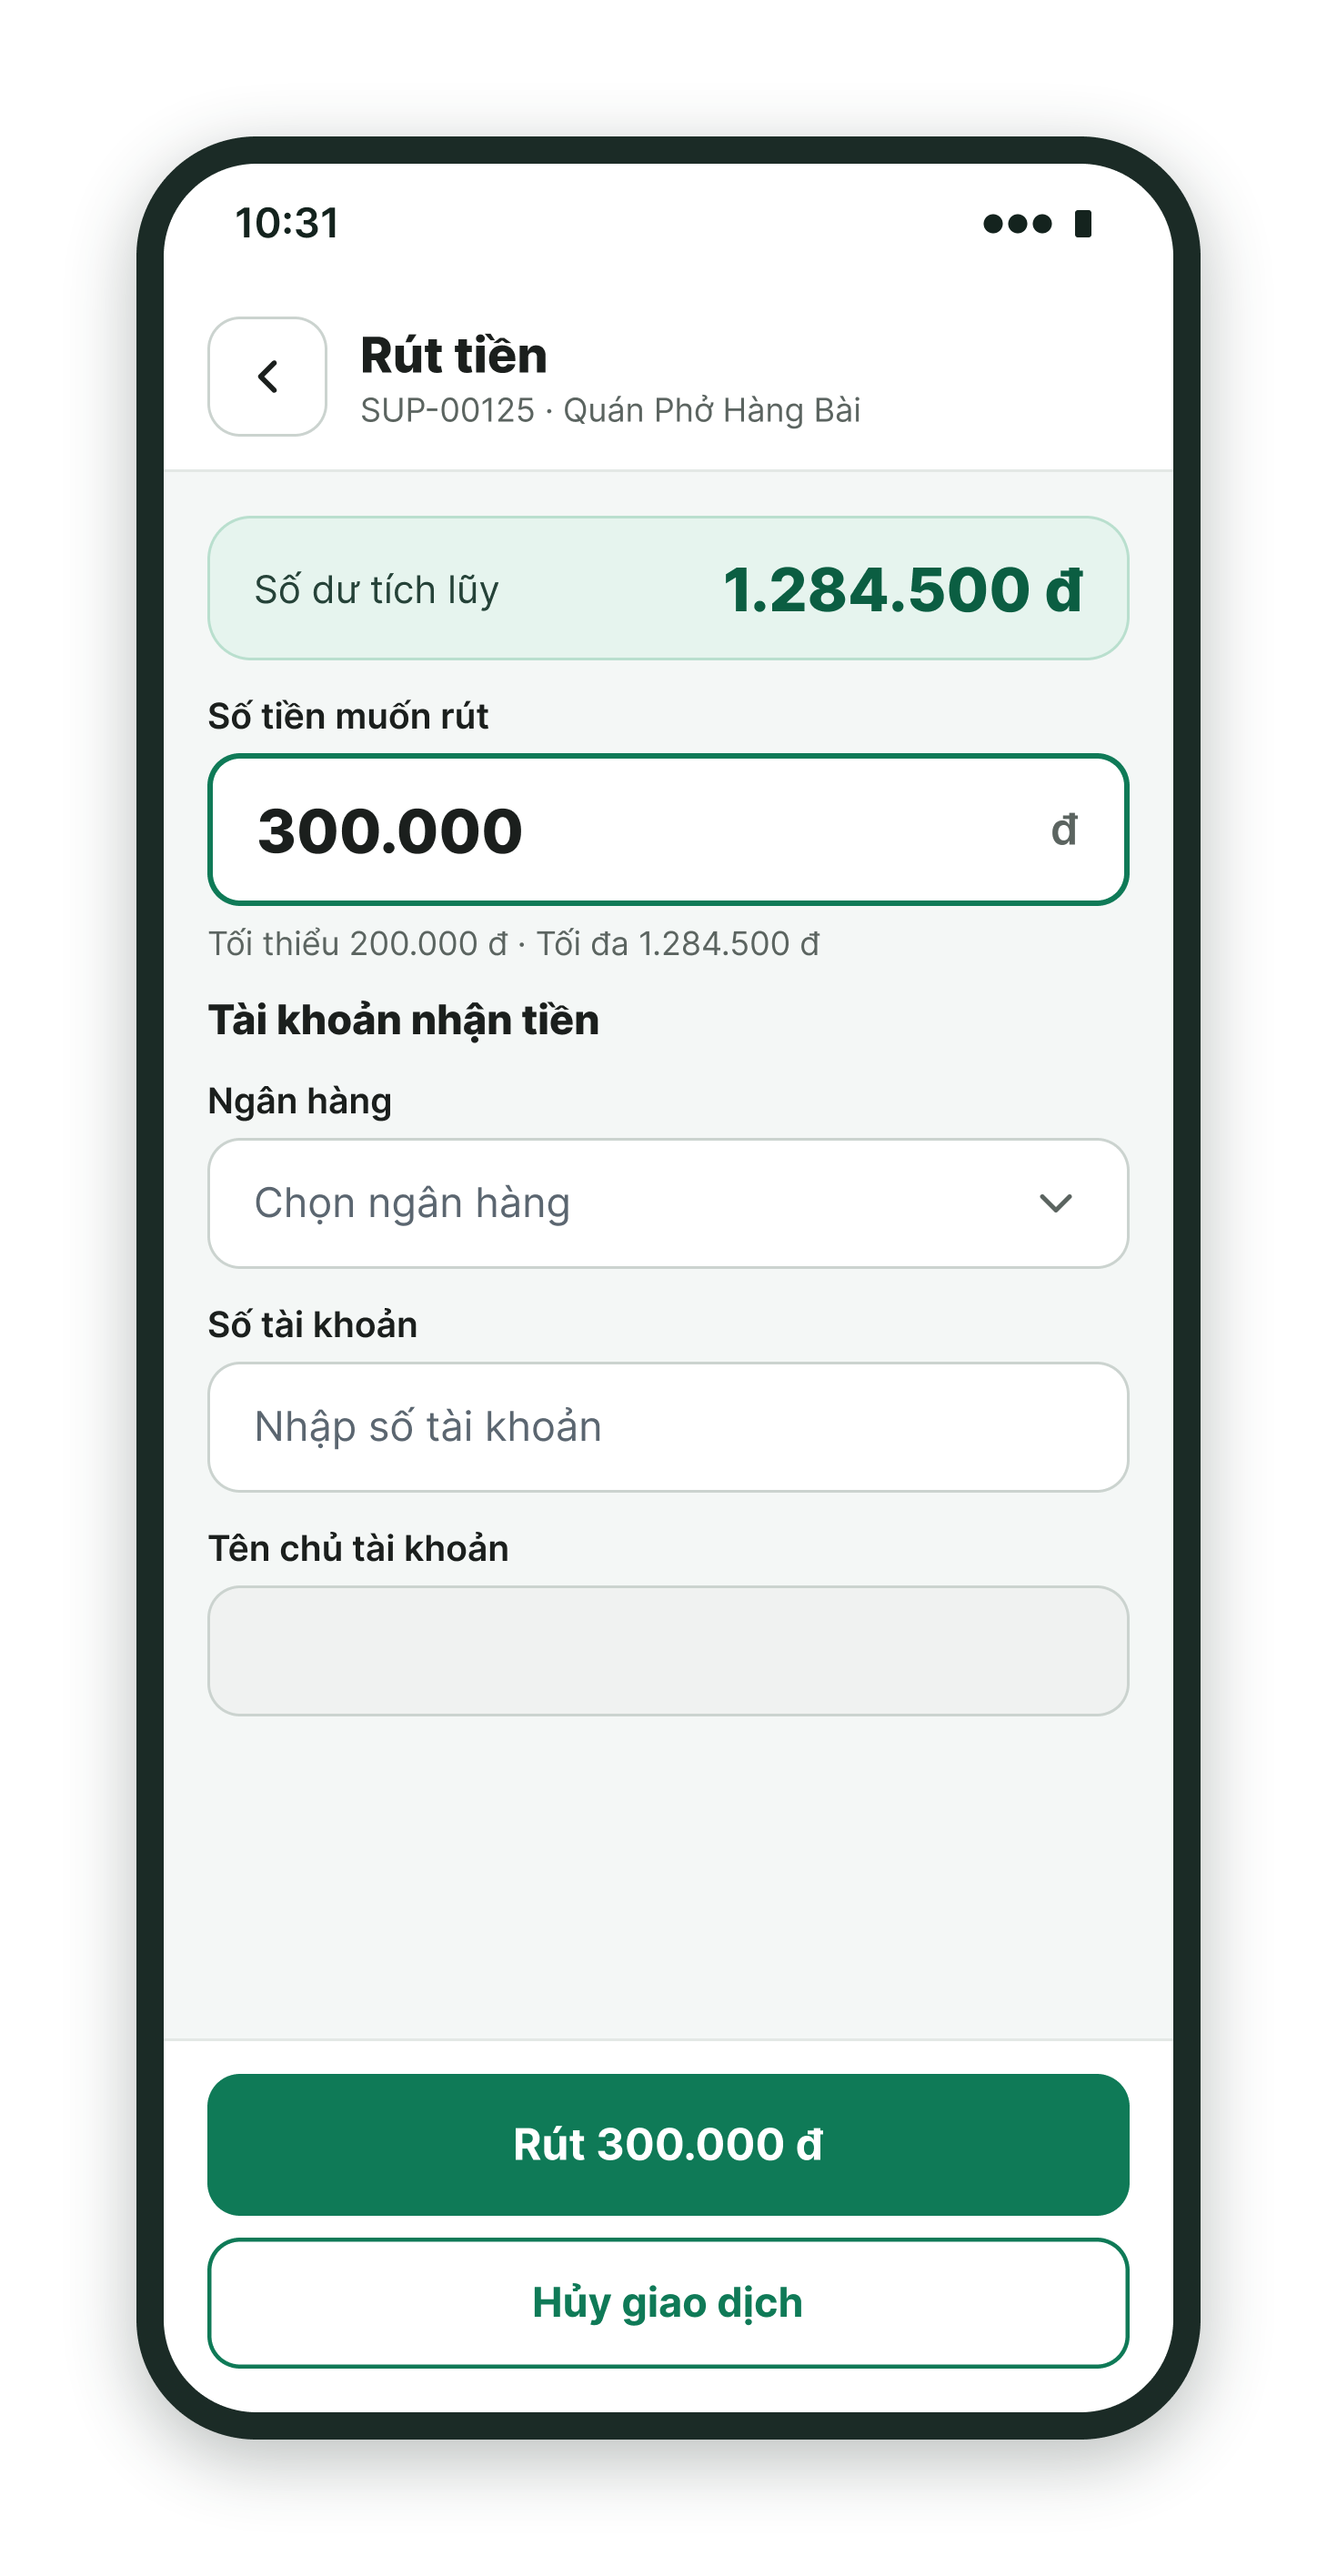 10:31
Rút tiền
SUP-00125 · Quán Phở Hàng Bài
Số dư tích lũy 1.284.500 đ
Số tiền muốn rút
300.000 đ
Tối thiểu 200.000 đ · Tối đa 1.284.500 đ
Tài khoản nhận tiền
Ngân hàng
Chọn ngân hàng
Số tài khoản
Nhập số tài khoản
Tên chủ tài khoản
Rút 300.000 đ
Hủy giao dịch